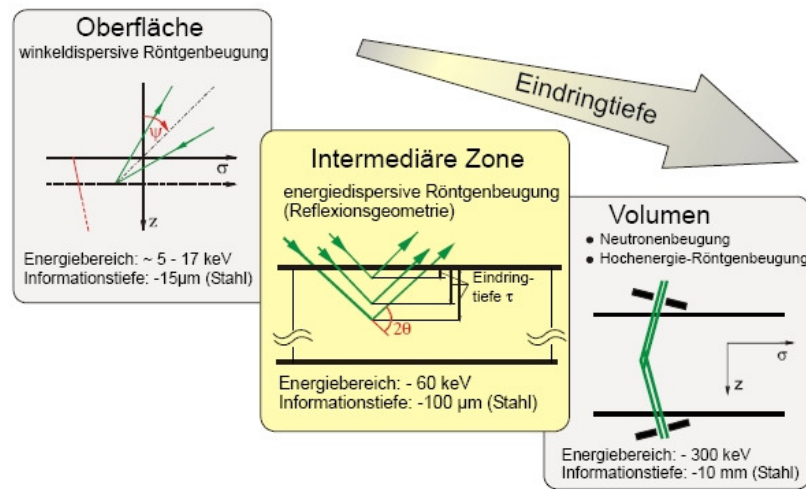 Oberfläche
winkeldispersive Röntgenbeugung
ψ
σ
z
Energiebereich: ~ 5 - 17 keV
Informationstiefe: -15µm (Stahl)
Eindringtiefe
Intermediäre Zone
energiedispersive Röntgenbeugung
(Reflexionsgeometrie)
Eindring-
tiefe τ
2θ
Energiebereich: - 60 keV
Informationstiefe: -100 µm (Stahl)
Volumen
● Neutronenbeugung
● Hochenergie-Röntgenbeugung
σ
z
Energiebereich: - 300 keV
Informationstiefe: -10 mm (Stahl)